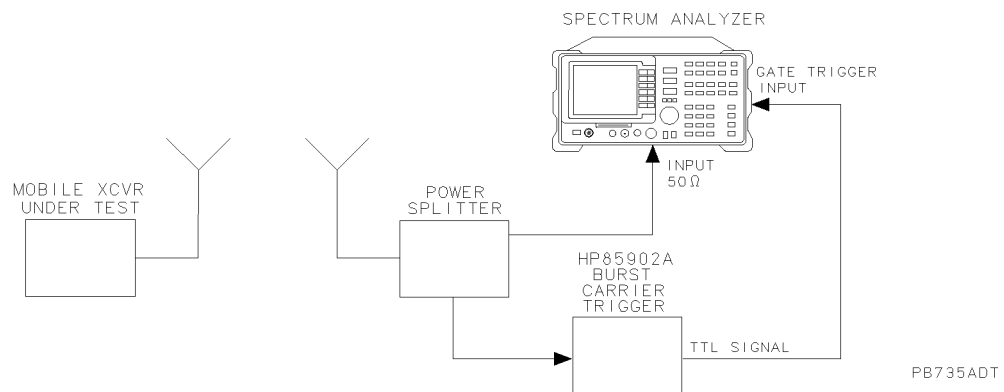 SPECTRUM ANALYZER
GATE TRIGGER
INPUT
INPUT
50Ω
MOBILE XCVR
UNDER TEST
POWER
SPLITTER
HP85902A
BURST
CARRIER
TRIGGER
TTL SIGNAL
PB735ADT